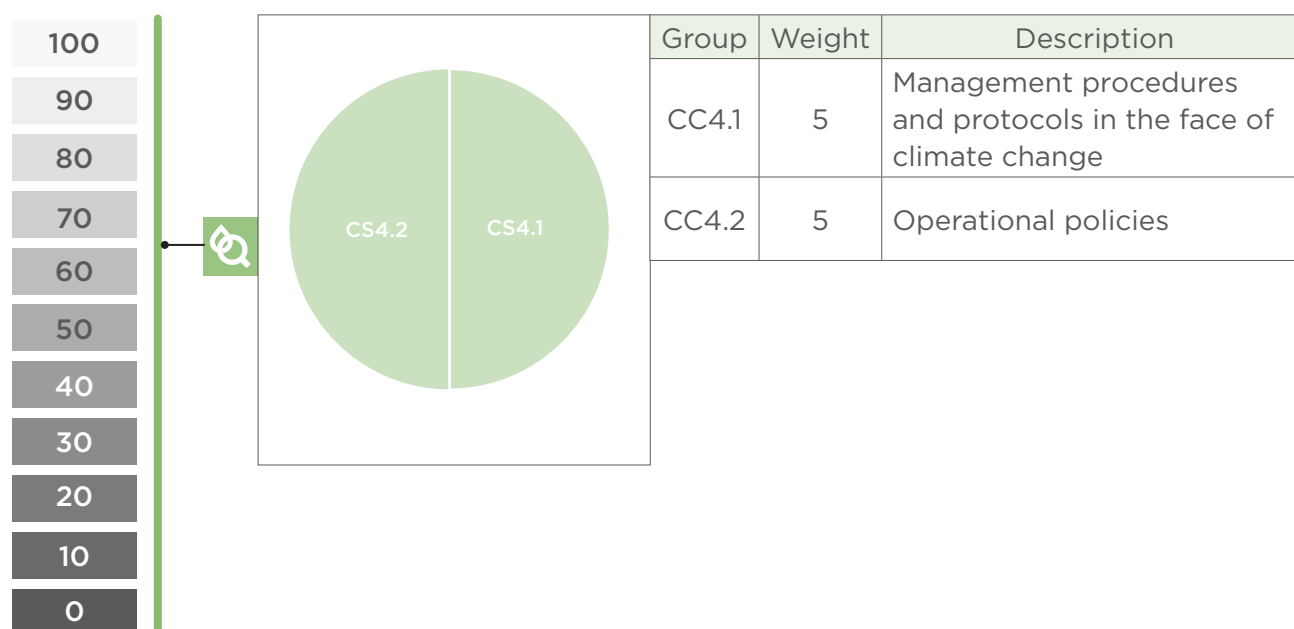 100
90
80
70
60
50
40
30
20
10
0
CS4.2
CS4.1
Group Weight Description
CC4.1 5 Management procedures
and protocols in the face of
climate change
CC4.2 5 Operational policies